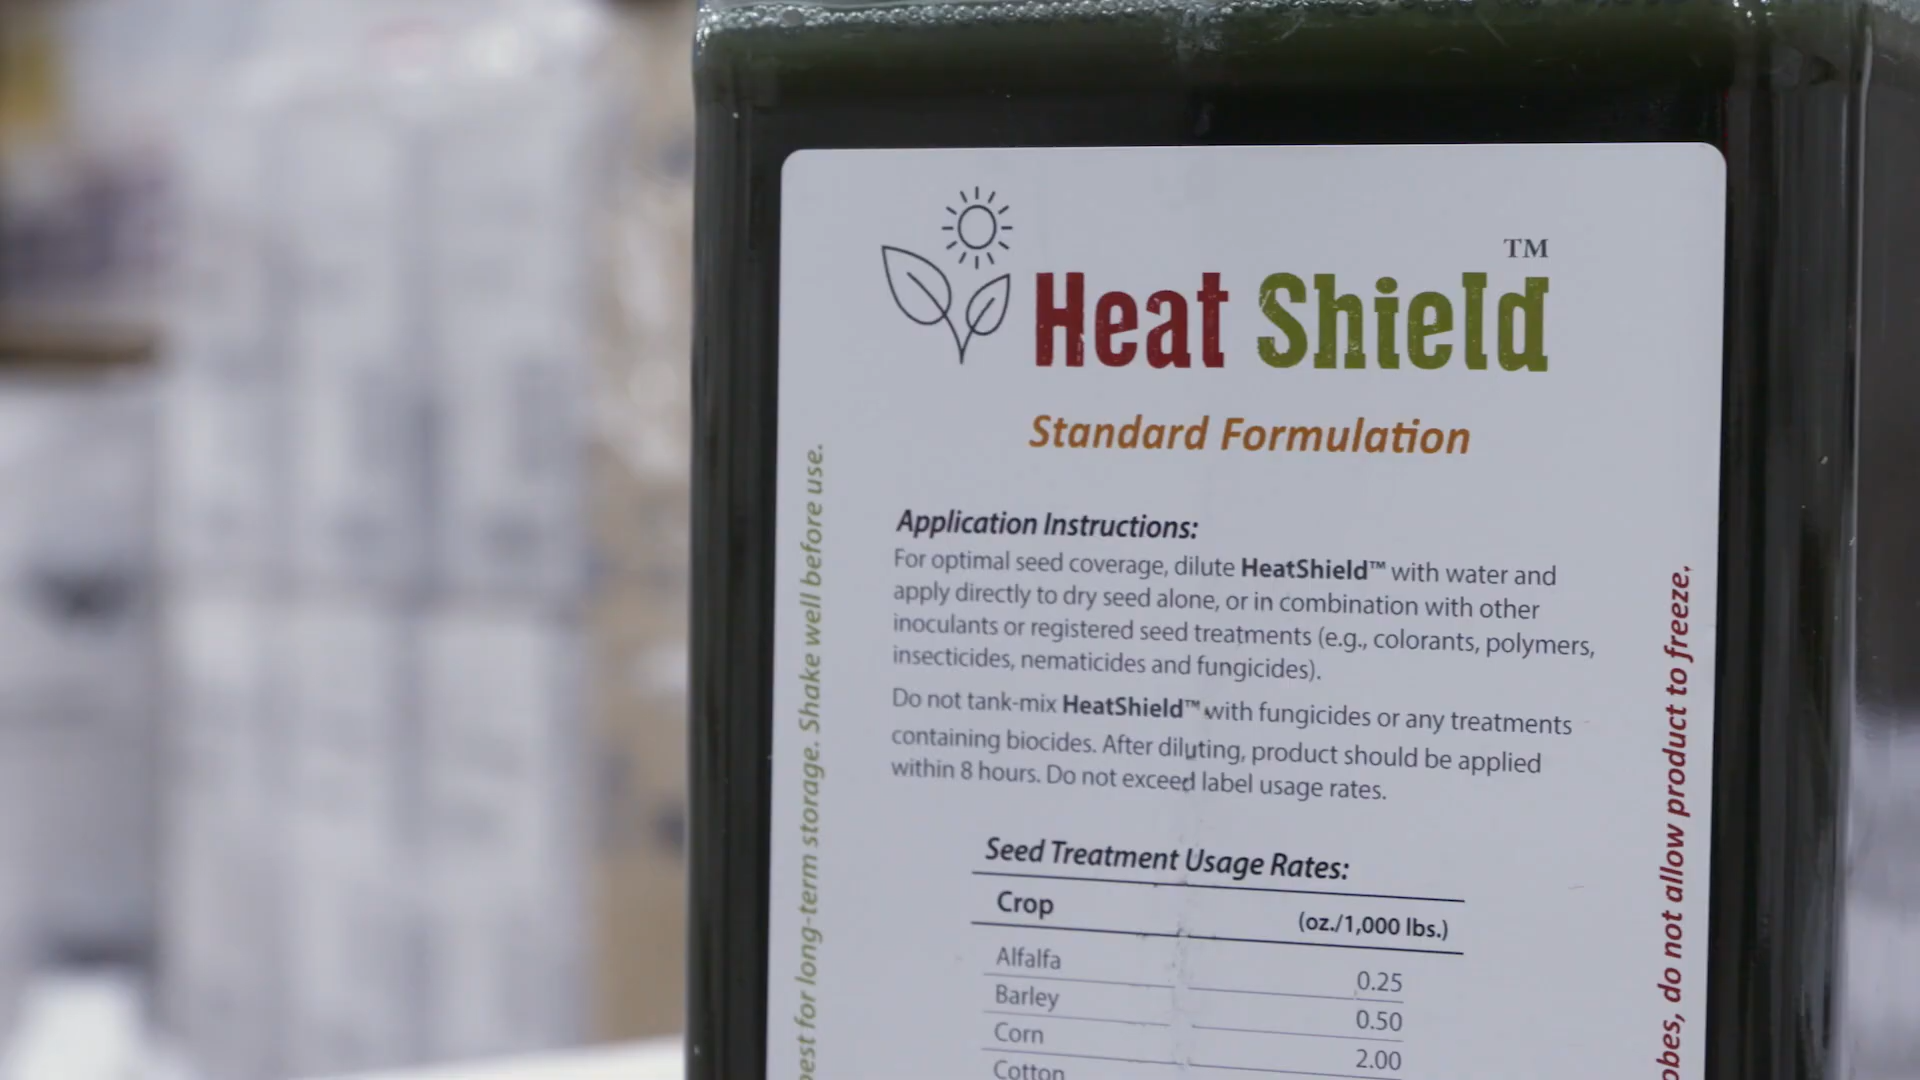 TM
Heat Shield
Standard Formulation
Application Instructions:
For optimal seed coverage, dilute HeatShield™ with water and
apply directly to dry seed alone, or in combination with other
inoculants or registered seed treatments (e.g., colorants, polymers,
insecticides, nematicides and fungicides).
Do not tank-mix HeatShield™ with fungicides or any treatments
containing biocides. After diluting, product should be applied
within 8 hours. Do not exceed label usage rates.
Seed Treatment Usage Rates:
Crop (oz./1,000 lbs.)
Alfalfa 0.25
Barley 0.50
Corn 2.00
Cotton
best for long-term storage. Shake well before use.
do not allow product to freeze.